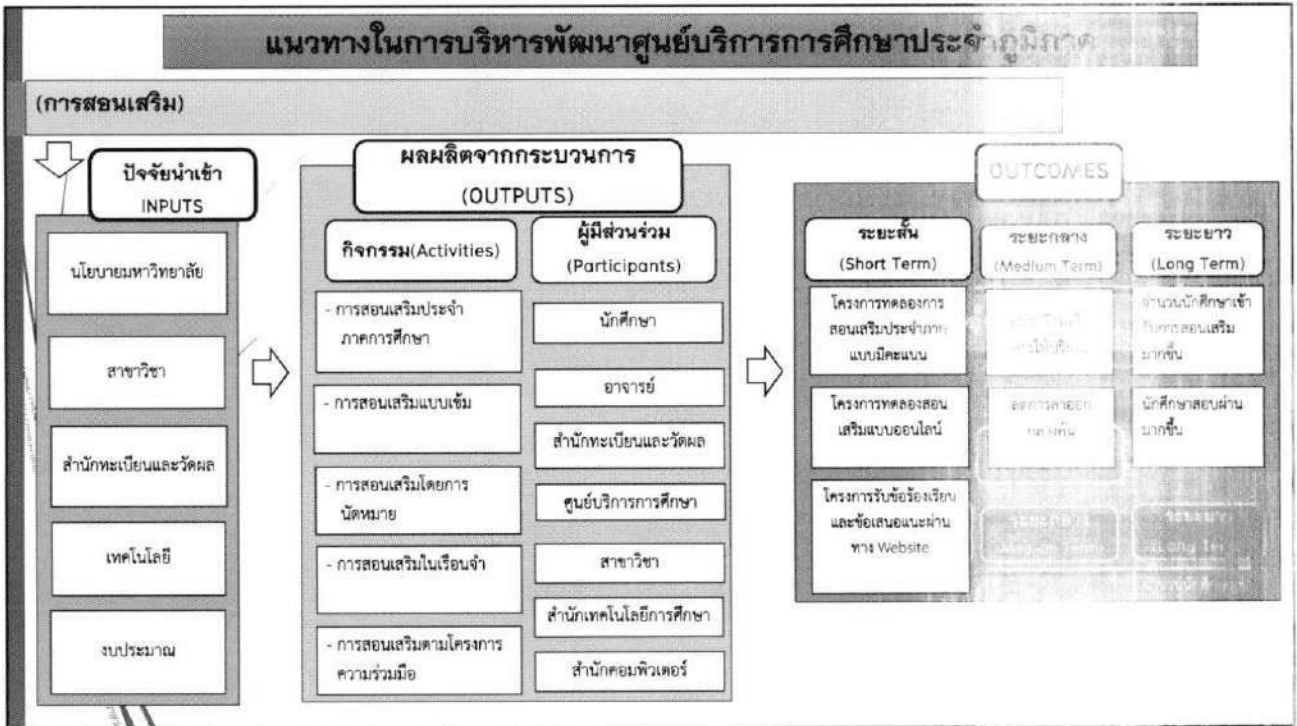 แนวทางในการบริหารพัฒนาศูนย์บริการการศึกษาประจำภูมิภาค
(การสอนเสริม)
ปัจจัยนำเข้า
INPUTS
นโยบายมหาวิทยาลัย
สาขาวิชา
สำนักทะเบียนและวัดผล
เทคโนโลยี
งบประมาณ
ผลผลิตจากกระบวนการ
(OUTPUTS)
กิจกรรม(Activities)
- การสอนเสริมประจำ
ภาคการศึกษา
- การสอนเสริมแบบเข้ม
- การสอนเสริมโดยการ
นัดหมาย
- การสอนเสริมในเรือนจำ
- การสอนเสริมตามโครงการ
ความร่วมมือ
ผู้มีส่วนร่วม
(Participants)
นักศึกษา
อาจารย์
สำนักทะเบียนและวัดผล
ศูนย์บริการการศึกษา
สาขาวิชา
สำนักเทคโนโลยีการศึกษา
สำนักคอมพิวเตอร์
OUTCOMES
ระยะสั้น
(Short Term)
โครงการทดลองการ
สอนเสริมประจำภาค
แบบมีคะแนน
โครงการทดลองสอน
เสริมแบบออนไลน์
โครงการรับข้อร้องเรียน
และข้อเสนอแนะผ่าน
ทาง Website
ระยะกลาง
(Medium Term)
ลดการลาออก
ระยะยาว
(Long Term)
จำนวนนักศึกษาเข้า
รับการสอนเสริม
มากขึ้น
นักศึกษาสอบผ่าน
มากขึ้น